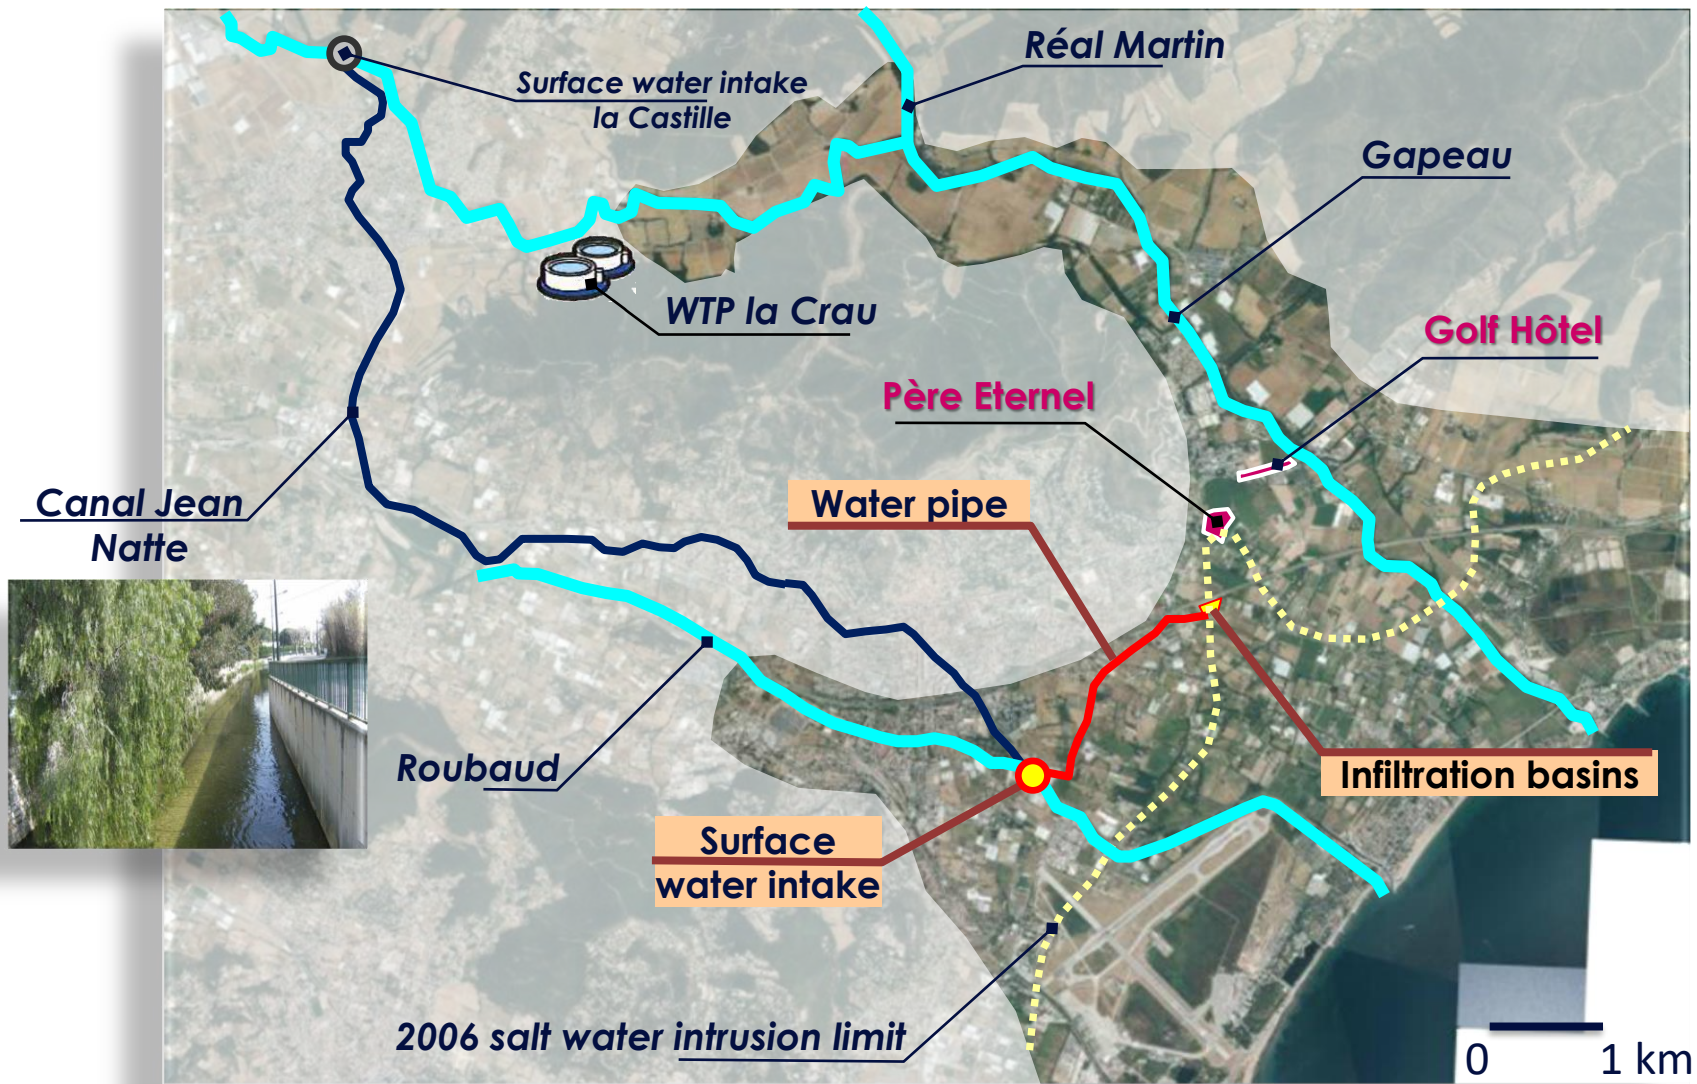 Réal Martin
Surface water intake
la Castille
Gapeau
WTP la Crau
Golf Hôtel
Père Eternel
Canal Jean
Natte
Water pipe
Roubaud
Infiltration basins
Surface
water intake
2006 salt water intrusion limit
0 1 km